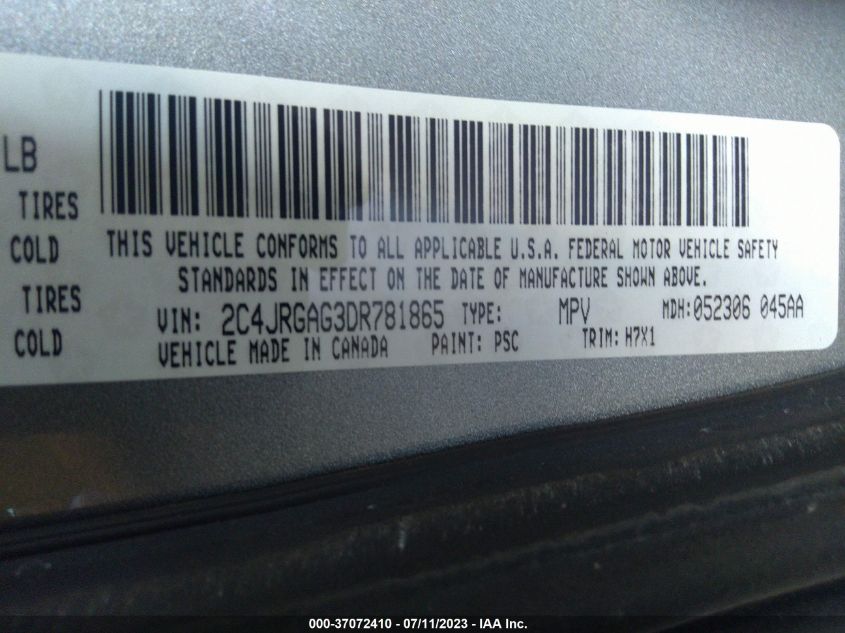 LB
TIRES
COLD
TIRES
COLD
THIS VEHICLE CONFORMS TO ALL APPLICABLE U.S.A. FEDERAL MOTOR VEHICLE SAFETY
STANDARDS IN EFFECT ON THE DATE OF MANUFACTURE SHOWN ABOVE.
VIN: 2C4JRGAG3DR781865 TYPE: MPV MDH:052306 045AA
VEHICLE MADE IN CANADA PAINT: PSC TRIM: H7X1
000-37072410 - 07/11/2023 - IAA Inc.